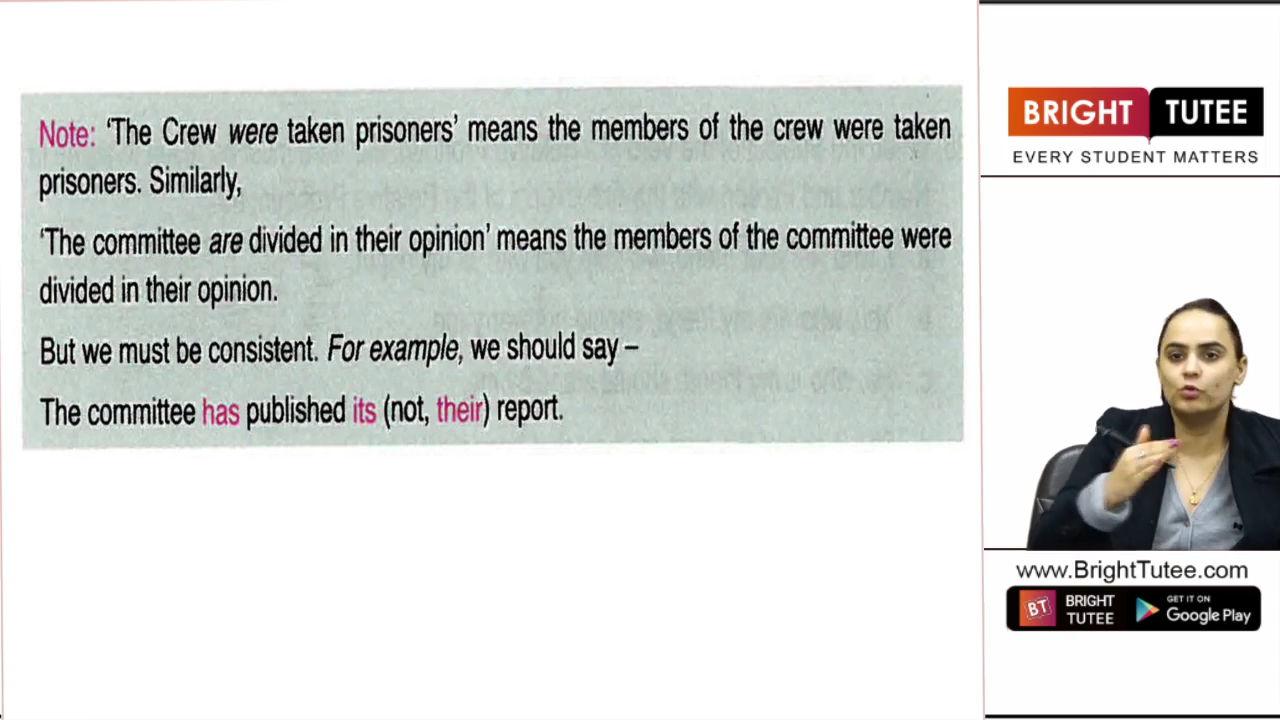 Note: 'The Crew were taken prisoners' means the members of the crew were taken
prisoners. Similarly,
'The committee are divided in their opinion' means the members of the committee were
divided in their opinion.
But we must be consistent. For example, we should say –
The committee has published its (not, their) report.
BRIGHT TUTEE
EVERY STUDENT MATTERS
www.BrightTutee.com
BT BRIGHT TUTEE
GET IT ON
Google Play